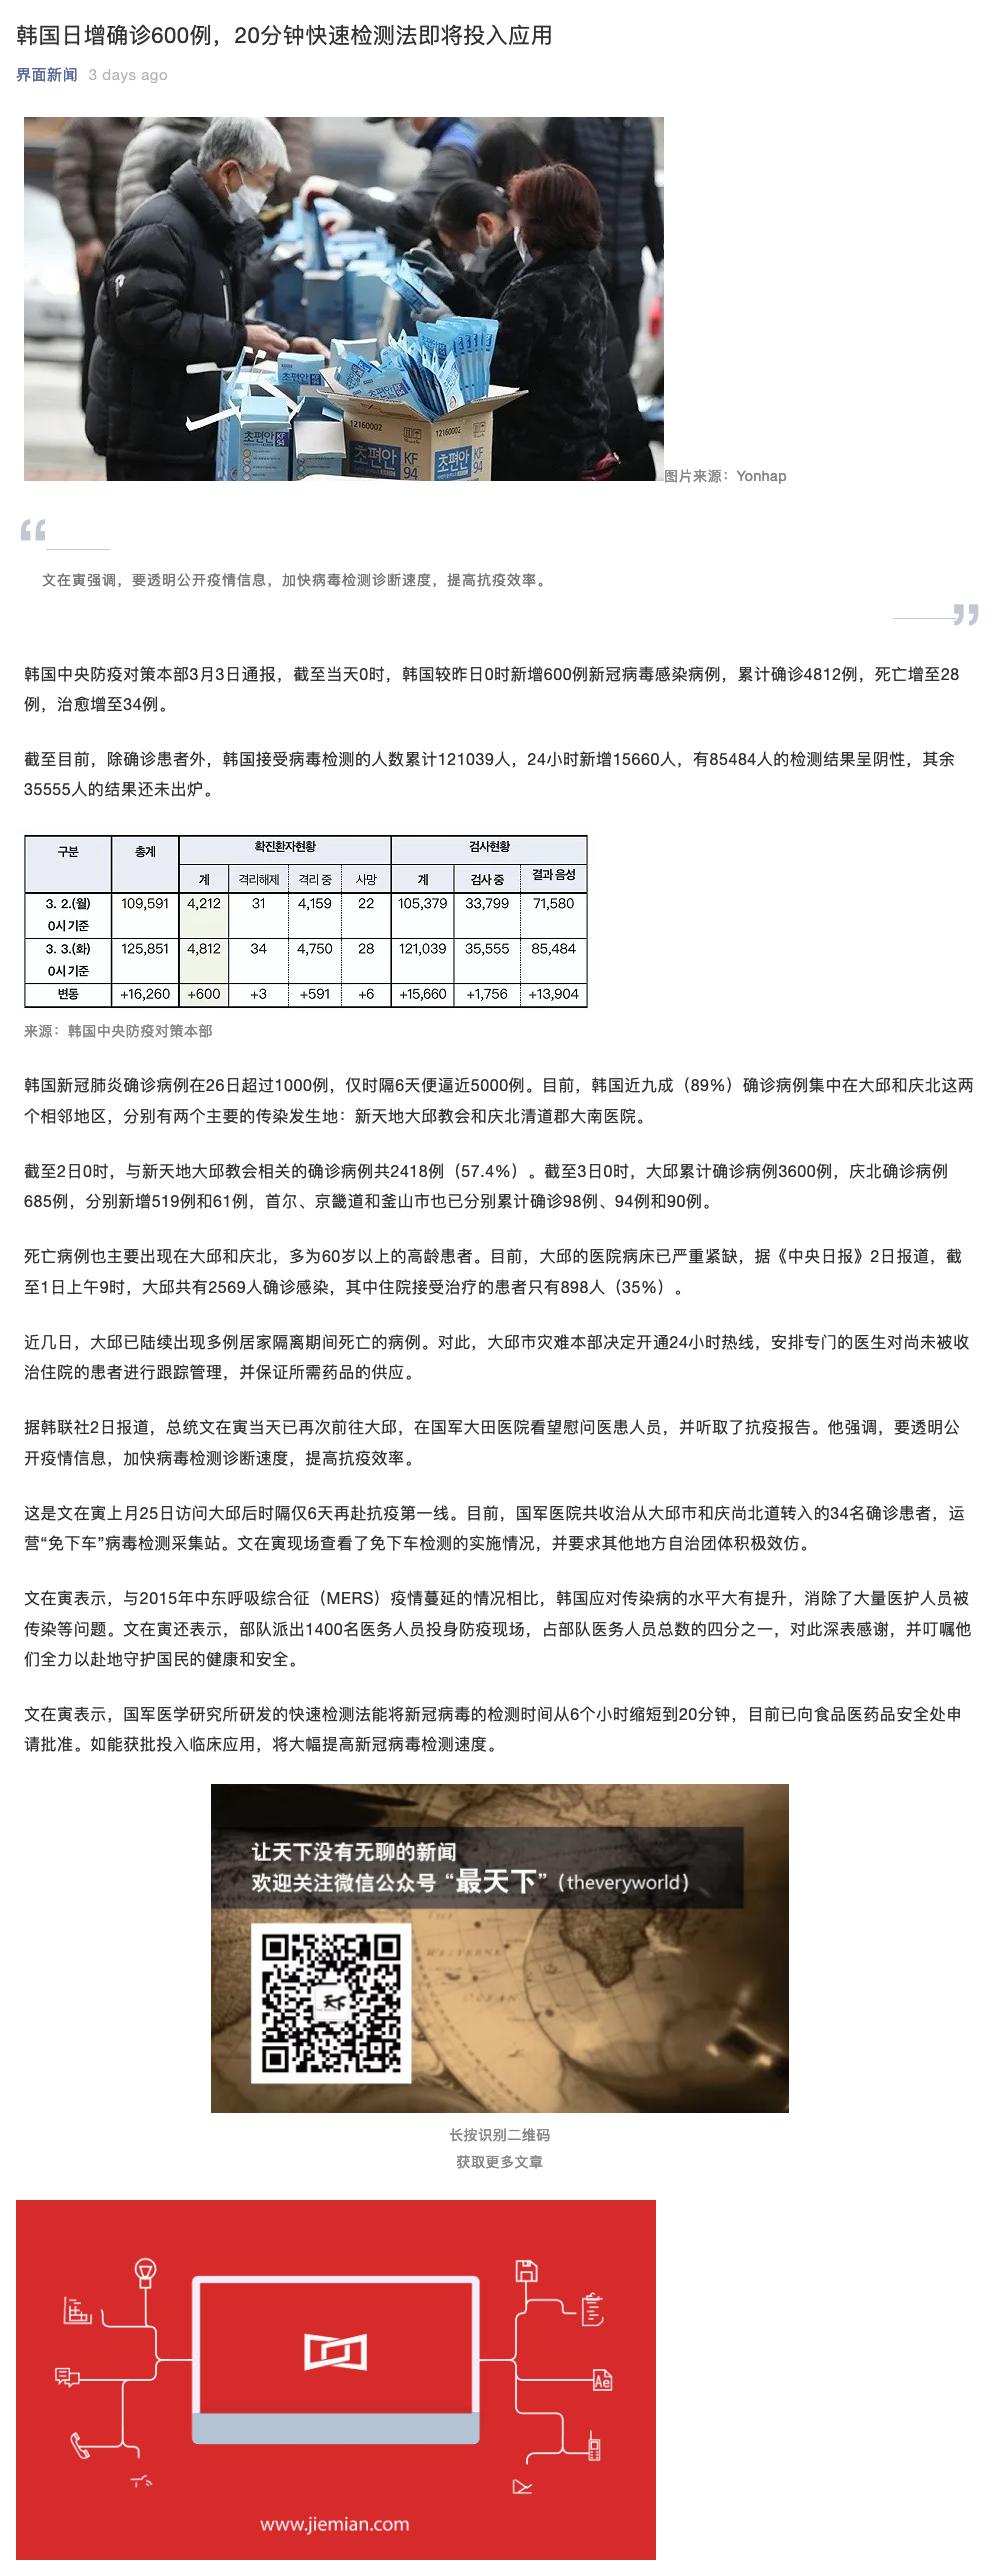 韩国日增确诊600例，20分钟快速检测法即将投入应用
界面新闻 3 days ago
초편안 KF94
12160002
초편안 KF94
12160002
초편안 KF94
图片来源：Yonhap
“
文在寅强调，要透明公开疫情信息，加快病毒检测诊断速度，提高抗疫效率。
”
韩国中央防疫对策本部3月3日通报，截至当天0时，韩国较昨日0时新增600例新冠病毒感染病例，累计确诊4812例，死亡增至28
例，治愈增至34例。
截至目前，除确诊患者外，韩国接受病毒检测的人数累计121039人，24小时新增15660人，有85484人的检测结果呈阴性，其余
35555人的结果还未出炉。
구분 총계 확진환자현황 검사현황
계 격리해제 격리 중 사망 계 검사 중 결과 음성
3. 2.(월) 109,591 4,212 31 4,159 22 105,379 33,799 71,580
0시 기준
3. 3.(화) 125,851 4,812 34 4,750 28 121,039 35,555 85,484
0시 기준
변동 +16,260 +600 +3 +591 +6 +15,660 +1,756 +13,904
来源：韩国中央防疫对策本部
韩国新冠肺炎确诊病例在26日超过1000例，仅时隔6天便逼近5000例。目前，韩国近九成（89%）确诊病例集中在大邱和庆北这两
个相邻地区，分别有两个主要的传染发生地：新天地大邱教会和庆北清道郡大南医院。
截至2日0时，与新天地大邱教会相关的确诊病例共2418例（57.4%）。截至3日0时，大邱累计确诊病例3600例，庆北确诊病例
685例，分别新增519例和61例，首尔、京畿道和釜山市也已分别累计确诊98例、94例和90例。
死亡病例也主要出现在大邱和庆北，多为60岁以上的高龄患者。目前，大邱的医院病床已严重紧缺，据《中央日报》2日报道，截
至1日上午9时，大邱共有2569人确诊感染，其中住院接受治疗的患者只有898人（35%）。
近几日，大邱已陆续出现多例居家隔离期间死亡的病例。对此，大邱市灾难本部决定开通24小时热线，安排专门的医生对尚未被收
治住院的患者进行跟踪管理，并保证所需药品的供应。
据韩联社2日报道，总统文在寅当天已再次前往大邱，在国军大田医院看望慰问医患人员，并听取了抗疫报告。他强调，要透明公
开疫情信息，加快病毒检测诊断速度，提高抗疫效率。
这是文在寅上月25日访问大邱后时隔仅6天再赴抗疫第一线。目前，国军医院共收治从大邱市和庆尚北道转入的34名确诊患者，运
营“免下车”病毒检测采集站。文在寅现场查看了免下车检测的实施情况，并要求其他地方自治团体积极效仿。
文在寅表示，与2015年中东呼吸综合征（MERS）疫情蔓延的情况相比，韩国应对传染病的水平大有提升，消除了大量医护人员被
传染等问题。文在寅还表示，部队派出1400名医务人员投身防疫现场，占部队医务人员总数的四分之一，对此深表感谢，并叮嘱他
们全力以赴地守护国民的健康和安全。
文在寅表示，国军医学研究所研发的快速检测法能将新冠病毒的检测时间从6个小时缩短到20分钟，目前已向食品医药品安全处申
请批准。如能获批投入临床应用，将大幅提高新冠病毒检测速度。
让天下没有无聊的新闻
欢迎关注微信公众号 “最天下”（theveryworld）
长按识别二维码
获取更多文章
Ae
www.jiemian.com